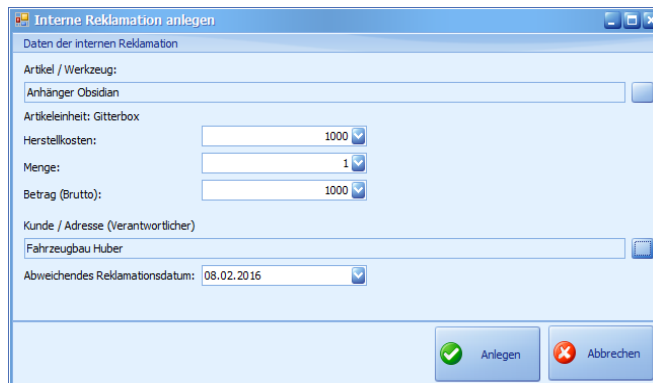 Interne Reklamation anlegen
Daten der internen Reklamation
Artikel / Werkzeug:
Anhänger Obsidian
Artikeleinheit: Gitterbox
Herstellkosten: 1000
Menge: 1
Betrag (Brutto): 1000
Kunde / Adresse (Verantwortlicher)
Fahrzeugbau Huber
Abweichendes Reklamationsdatum: 08.02.2016
Anlegen Abbrechen